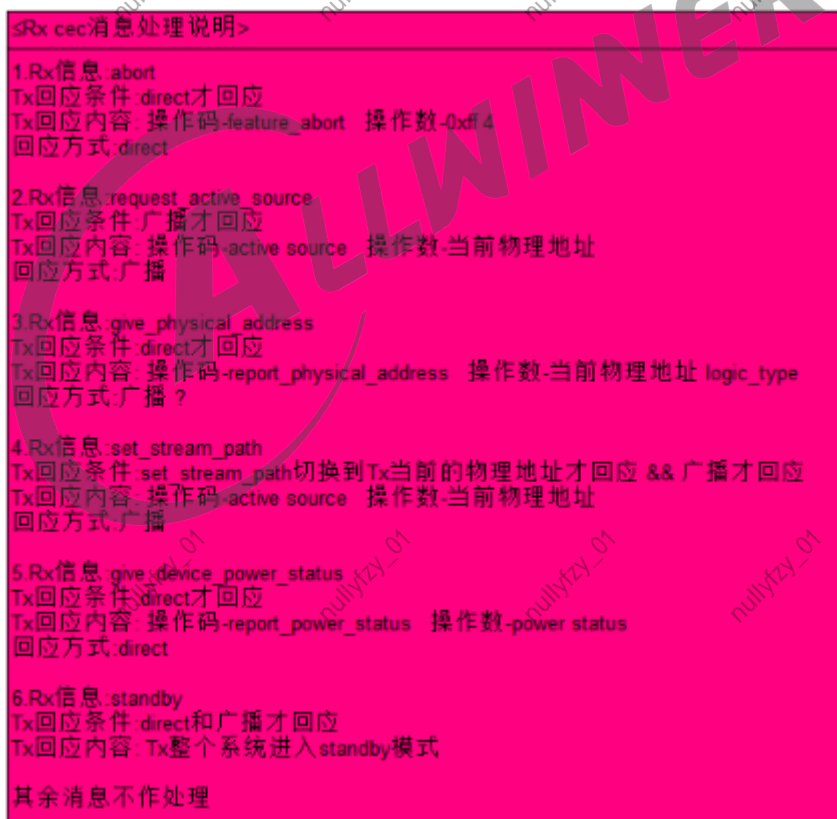 ≤Rx cec消息处理说明>
1.Rx信息:abort
Tx回应条件:direct才回应
Tx回应内容: 操作码-feature_abort 操作数-0xff 4
回应方式:direct
2.Rx信息:request_active_source
Tx回应条件:广播才回应
Tx回应内容: 操作码-active source 操作数-当前物理地址
回应方式:广播
3.Rx信息:give_physical_address
Tx回应条件:direct才回应
Tx回应内容: 操作码-report_physical_address 操作数-当前物理地址 logic_type
回应方式:广播 ?
4.Rx信息:set_stream_path
Tx回应条件:set_stream_path切换到Tx当前的物理地址才回应 && 广播才回应
Tx回应内容: 操作码-active source 操作数-当前物理地址
回应方式:广播
5.Rx信息:give_device_power_status
Tx回应条件:direct才回应
Tx回应内容: 操作码-report_power_status 操作数-power status
回应方式:direct
6.Rx信息:standby
Tx回应条件:direct和广播才回应
Tx回应内容: Tx整个系统进入standby模式
其余消息不作处理
ALLWINNER
nullyfzy_01
nullyfzy_01
nullyfzy_01
nullyfzy_01